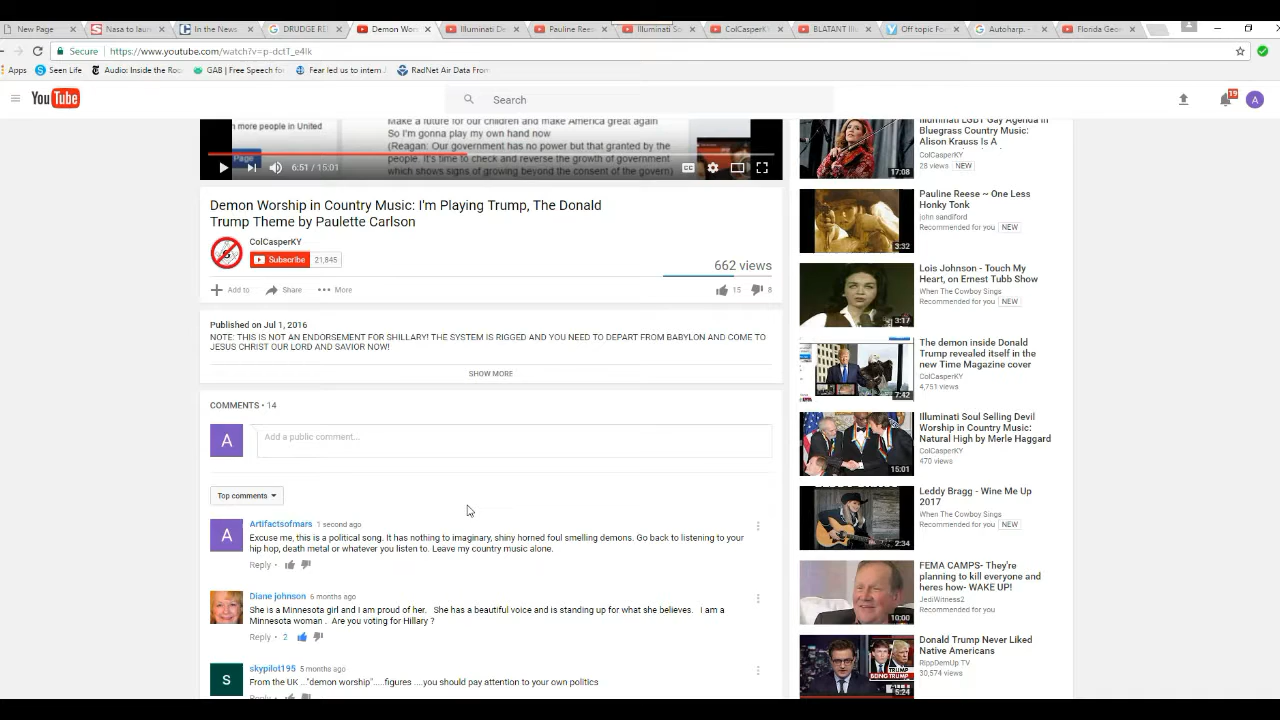 New Page
Nasa to laun
In the News
DRUDGE RE
Demon Wor
Illuminati De
Pauline Rees
Illuminati So
ColCasperKY
BLATANT Ill
Off topic For
Autoharp.
Florida Geor
Secure
https://www.youtube.com/watch?v=p-dctT_e4Ik
Apps
Seen Life
Audio: Inside the Roc
GAB | Free Speech for
Fear led us to intern J
RadNet Air Data From
YouTube
Search
19
A
n more people in United
Page
Make a future for our children and make America great again
So I'm gonna play my own hand now
(Reagan: Our government has no power but that granted by the
people. It's time to check and reverse the growth of government
which shows signs of growing beyond the consent of the govern)
6:51 / 15:01
CC
Demon Worship in Country Music: I'm Playing Trump, The Donald
Trump Theme by Paulette Carlson
ColCasperKY
Subscribe
21,845
662 views
Add to
Share
More
15
8
Published on Jul 1, 2016
NOTE: THIS IS NOT AN ENDORSEMENT FOR SHILLARY! THE SYSTEM IS RIGGED AND YOU NEED TO DEPART FROM BABYLON AND COME TO
JESUS CHRIST OUR LORD AND SAVIOR NOW!
SHOW MORE
COMMENTS • 14
A
Add a public comment...
Top comments
A
Artifactsofmars 1 second ago
Excuse me, this is a political song. It has nothing to imaginary, shiny horned foul smelling demons. Go back to listening to your
hip hop, death metal or whatever you listen to. Leave my country music alone.
Reply
Diane johnson 6 months ago
She is a Minnesota girl and I am proud of her. She has a beautiful voice and is standing up for what she believes. I am a
Minnesota woman . Are you voting for Hillary ?
Reply 2
S
skypilot195 5 months ago
From the UK ..."demon worship"....figures ....you should pay attention to your own politics
Reply
Illuminati LGBT Gay Agenda in
Bluegrass Country Music:
Alison Krauss Is A
ColCasperKY
28 views NEW
17:08
Pauline Reese ~ One Less
Honky Tonk
john sandiford
Recommended for you NEW
3:32
Lois Johnson - Touch My
Heart, on Ernest Tubb Show
When The Cowboy Sings
Recommended for you NEW
3:17
The demon inside Donald
Trump revealed itself in the
new Time Magazine cover
ColCasperKY
4,751 views
7:42
Illuminati Soul Selling Devil
Worship in Country Music:
Natural High by Merle Haggard
ColCasperKY
470 views
15:01
Leddy Bragg - Wine Me Up
2017
When The Cowboy Sings
Recommended for you NEW
2:34
FEMA CAMPS- They're
planning to kill everyone and
heres how- WAKE UP!
JediWitness2
Recommended for you
10:00
Donald Trump Never Liked
Native Americans
RippDemUp TV
30,574 views
TRUMP
BEING TRUMP
5:24